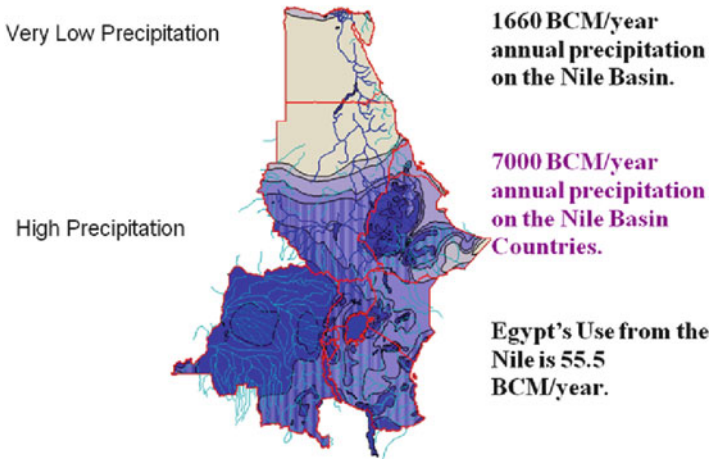 Very Low Precipitation
High Precipitation
1660 BCM/year
annual precipitation
on the Nile Basin.
7000 BCM/year
annual precipitation
on the Nile Basin
Countries.
Egypt's Use from the
Nile is 55.5
BCM/year.